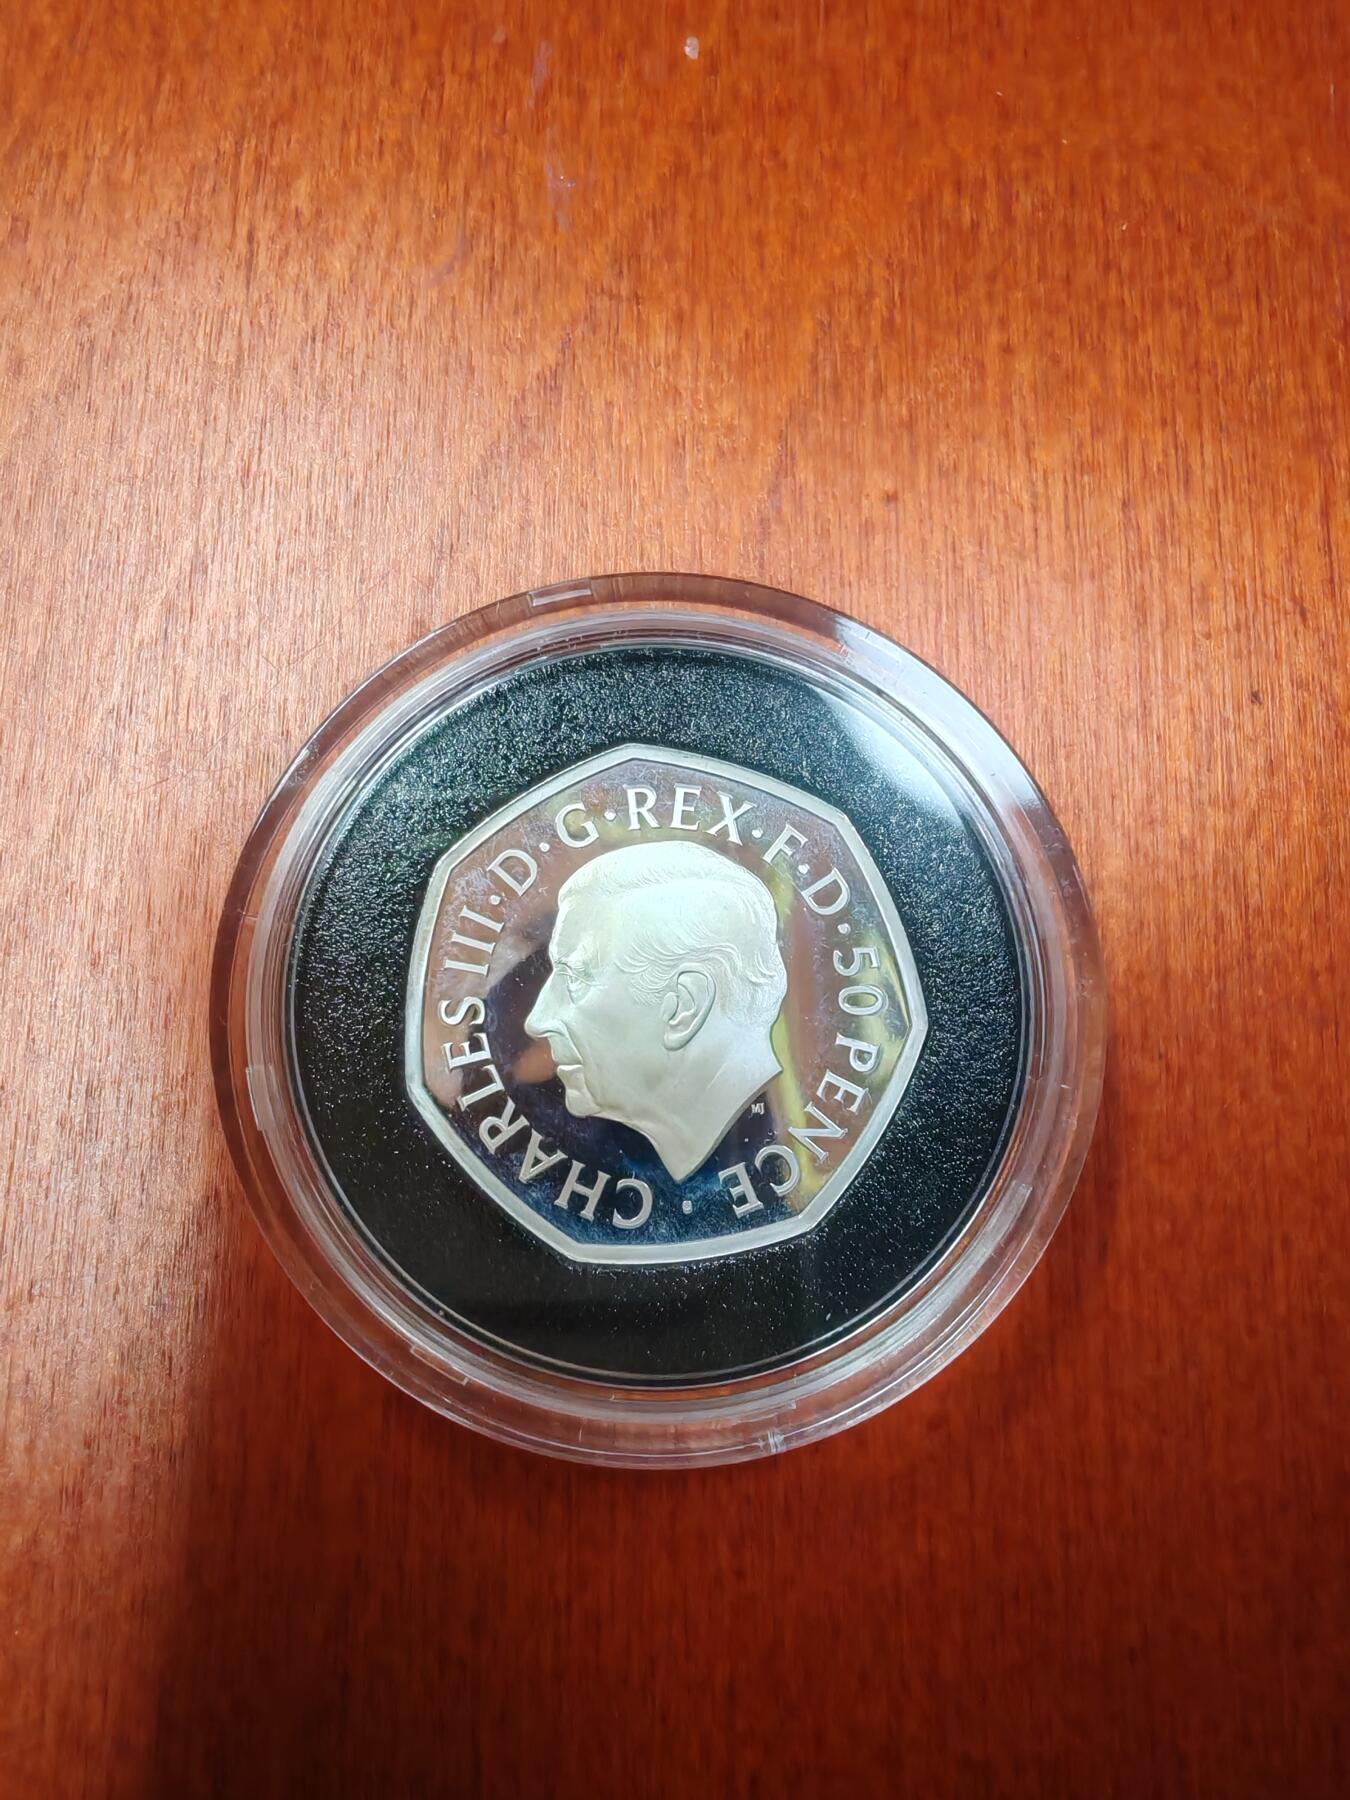 CHARLES III · D · G · REX · F · D · 50 PENCE ·
MJ